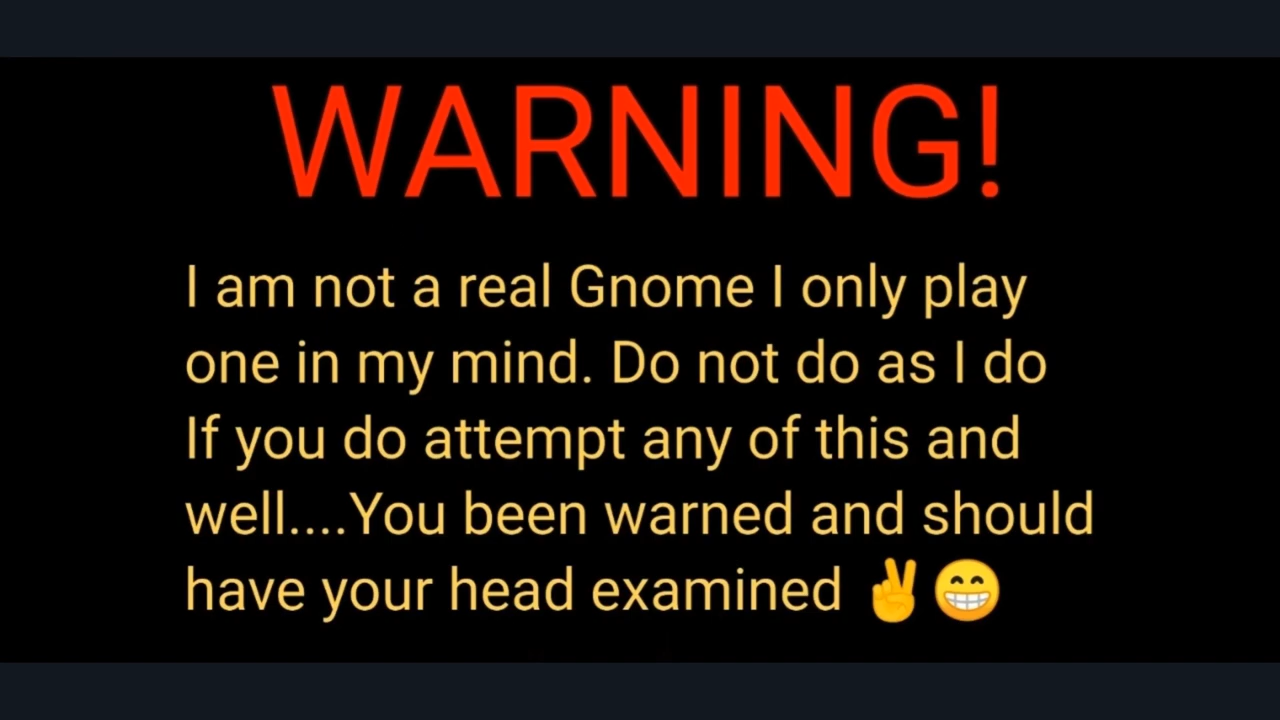 WARNING!
I am not a real Gnome I only play
one in my mind. Do not do as I do
If you do attempt any of this and
well....You been warned and should
have your head examined ✌😁